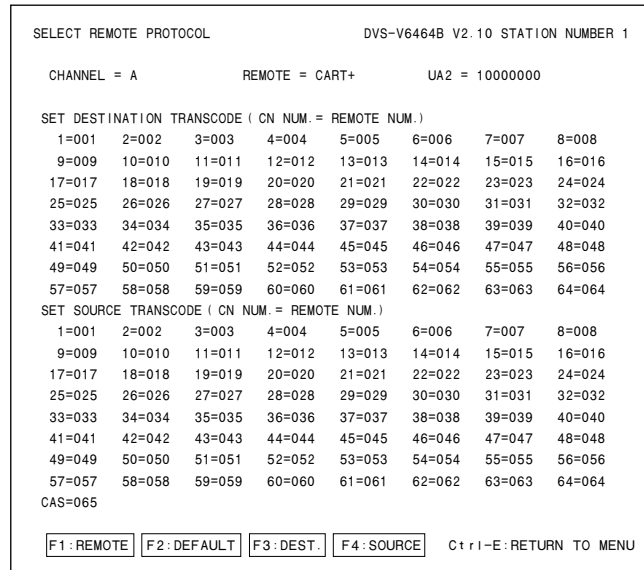 SELECT REMOTE PROTOCOL DVS-V6464B V2.10 STATION NUMBER 1
CHANNEL = A REMOTE = CART+ UA2 = 10000000
SET DESTINATION TRANSCODE ( CN NUM.= REMOTE NUM.)
1=001 2=002 3=003 4=004 5=005 6=006 7=007 8=008
9=009 10=010 11=011 12=012 13=013 14=014 15=015 16=016
17=017 18=018 19=019 20=020 21=021 22=022 23=023 24=024
25=025 26=026 27=027 28=028 29=029 30=030 31=031 32=032
33=033 34=034 35=035 36=036 37=037 38=038 39=039 40=040
41=041 42=042 43=043 44=044 45=045 46=046 47=047 48=048
49=049 50=050 51=051 52=052 53=053 54=054 55=055 56=056
57=057 58=058 59=059 60=060 61=061 62=062 63=063 64=064
SET SOURCE TRANSCODE ( CN NUM.= REMOTE NUM.)
1=001 2=002 3=003 4=004 5=005 6=006 7=007 8=008
9=009 10=010 11=011 12=012 13=013 14=014 15=015 16=016
17=017 18=018 19=019 20=020 21=021 22=022 23=023 24=024
25=025 26=026 27=027 28=028 29=029 30=030 31=031 32=032
33=033 34=034 35=035 36=036 37=037 38=038 39=039 40=040
41=041 42=042 43=043 44=044 45=045 46=046 47=047 48=048
49=049 50=050 51=051 52=052 53=053 54=054 55=055 56=056
57=057 58=058 59=059 60=060 61=061 62=062 63=063 64=064
CAS=065
F1:REMOTE F2:DEFAULT F3:DEST. F4:SOURCE Ctrl-E:RETURN TO MENU